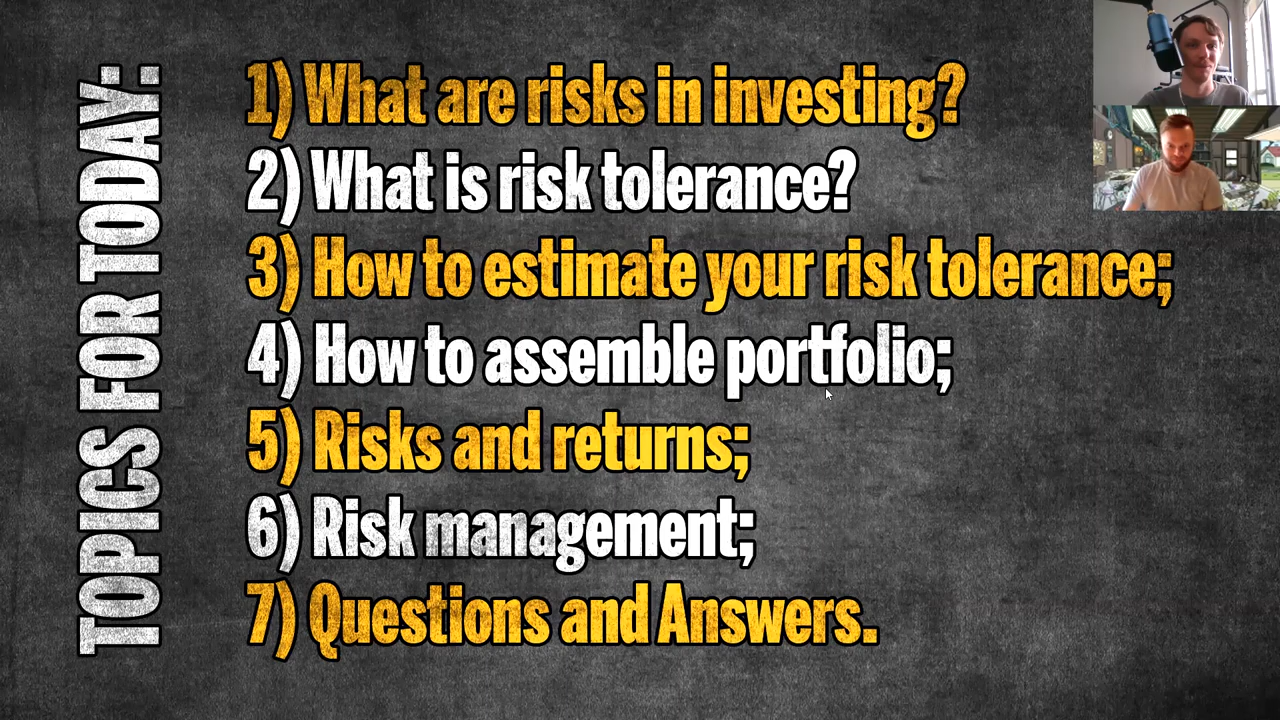 TOPICS FOR TODAY:
1) What are risks in investing?
2) What is risk tolerance?
3) How to estimate your risk tolerance;
4) How to assemble portfolio;
5) Risks and returns;
6) Risk management;
7) Questions and Answers.